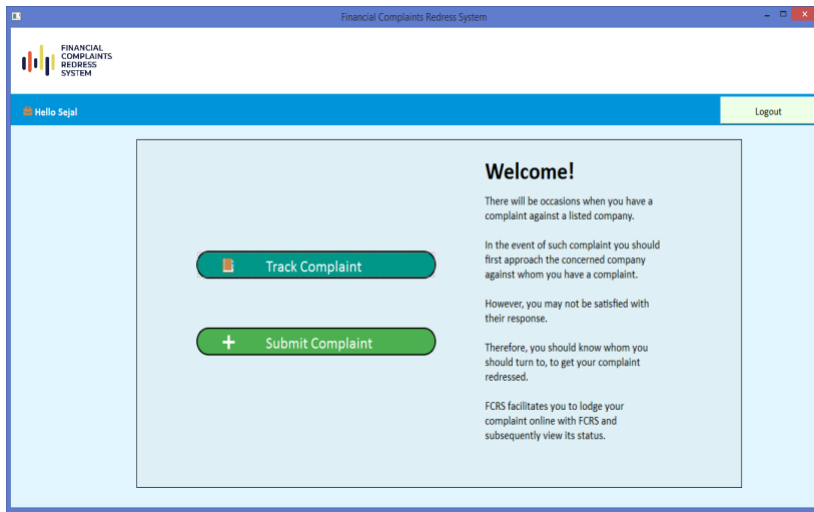 Financial Complaints Redress System
FINANCIAL
COMPLAINTS
REDRESS
SYSTEM
Hello Sejal
Logout
Track Complaint
Submit Complaint
Welcome!
There will be occasions when you have a
complaint against a listed company.
In the event of such complaint you should
first approach the concerned company
against whom you have a complaint.
However, you may not be satisfied with
their response.
Therefore, you should know whom you
should turn to, to get your complaint
redressed.
FCRS facilitates you to lodge your
complaint online with FCRS and
subsequently view its status.